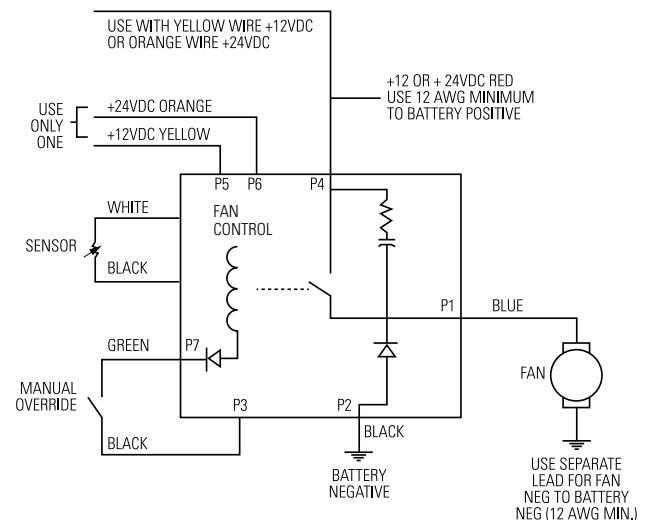 USE WITH YELLOW WIRE +12VDC
OR ORANGE WIRE +24VDC
+12 OR + 24VDC RED
USE 12 AWG MINIMUM
TO BATTERY POSITIVE
USE
ONLY
ONE
+24VDC ORANGE
+12VDC YELLOW
P5
P6
P4
WHITE
FAN
CONTROL
SENSOR
BLACK
P1
BLUE
GREEN
P7
FAN
MANUAL
OVERRIDE
P3
P2
BLACK
BLACK
BATTERY
NEGATIVE
USE SEPARATE
LEAD FOR FAN
NEG TO BATTERY
NEG (12 AWG MIN.)